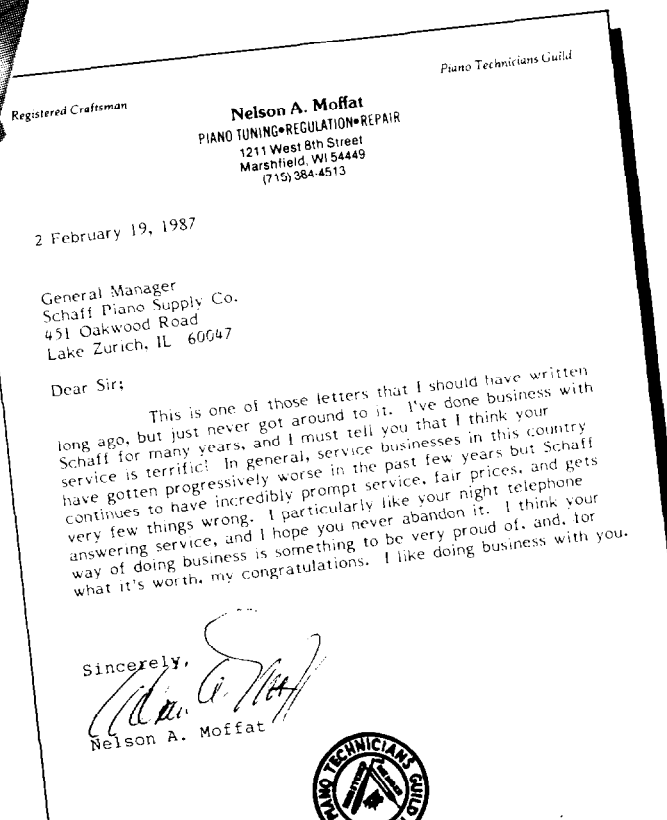 Piano Technicians Guild
Registered Craftsman
Nelson A. Moffat
PIANO TUNING•REGULATION•REPAIR
1211 West 8th Street
Marshfield, WI 54449
(715) 384-4513
2 February 19, 1987
General Manager
Schaff Piano Supply Co.
451 Oakwood Road
Lake Zurich, IL 60047
Dear Sir:
This is one of those letters that I should have written
long ago, but just never got around to it. I've done business with
Schaff for many years, and I must tell you that I think your
service is terrific! In general, service businesses in this country
have gotten progressively worse in the past few years but Schaff
continues to have incredibly prompt service, fair prices, and gets
very few things wrong. I particularly like your night telephone
answering service, and I hope you never abandon it. I think your
way of doing business is something to be very proud of, and, for
what it's worth, my congratulations. I like doing business with you.
Sincerely,
Nelson A. Moffat
PIANO TECHNICIANS GUILD